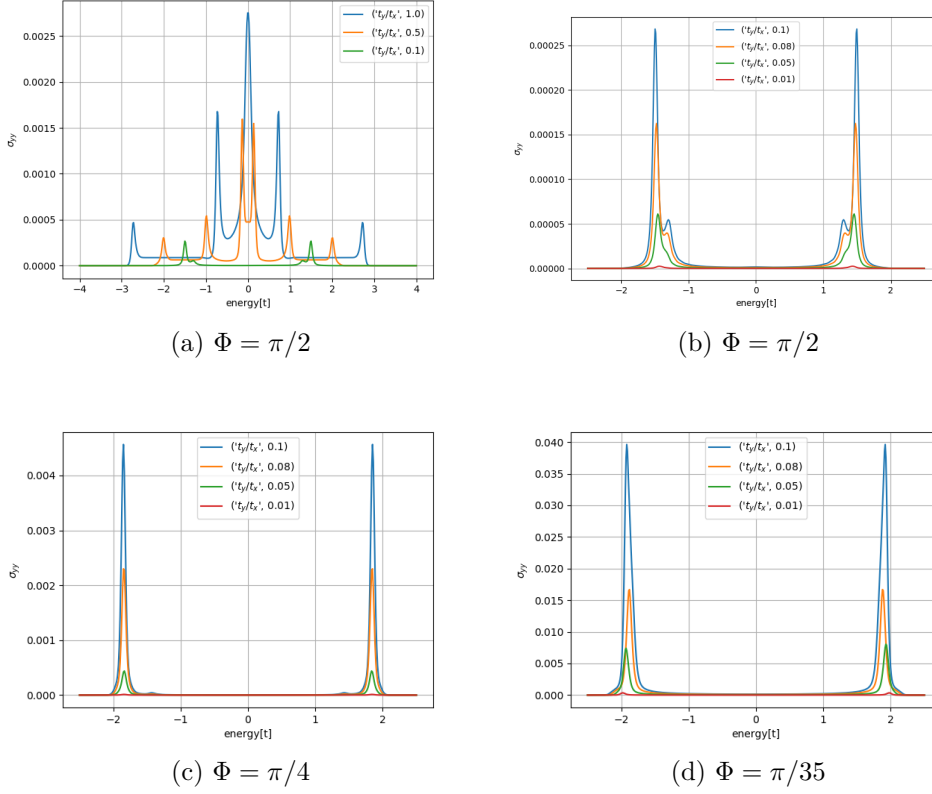 0.0025
0.0020
0.0015
0.0010
0.0005
0.0000
σyy
−4 −3 −2 −1 0 1 2 3 4
energy[t]
('ty/tx', 1.0)
('ty/tx', 0.5)
('ty/tx', 0.1)
(a) Φ = π/2
0.00025
0.00020
0.00015
0.00010
0.00005
0.00000
σyy
−2 −1 0 1 2
energy[t]
('ty/tx', 0.1)
('ty/tx', 0.08)
('ty/tx', 0.05)
('ty/tx', 0.01)
(b) Φ = π/2
0.004
0.003
0.002
0.001
0.000
σyy
−2 −1 0 1 2
energy[t]
('ty/tx', 0.1)
('ty/tx', 0.08)
('ty/tx', 0.05)
('ty/tx', 0.01)
(c) Φ = π/4
0.040
0.035
0.030
0.025
0.020
0.015
0.010
0.005
0.000
σyy
−2 −1 0 1 2
energy[t]
('ty/tx', 0.1)
('ty/tx', 0.08)
('ty/tx', 0.05)
('ty/tx', 0.01)
(d) Φ = π/35